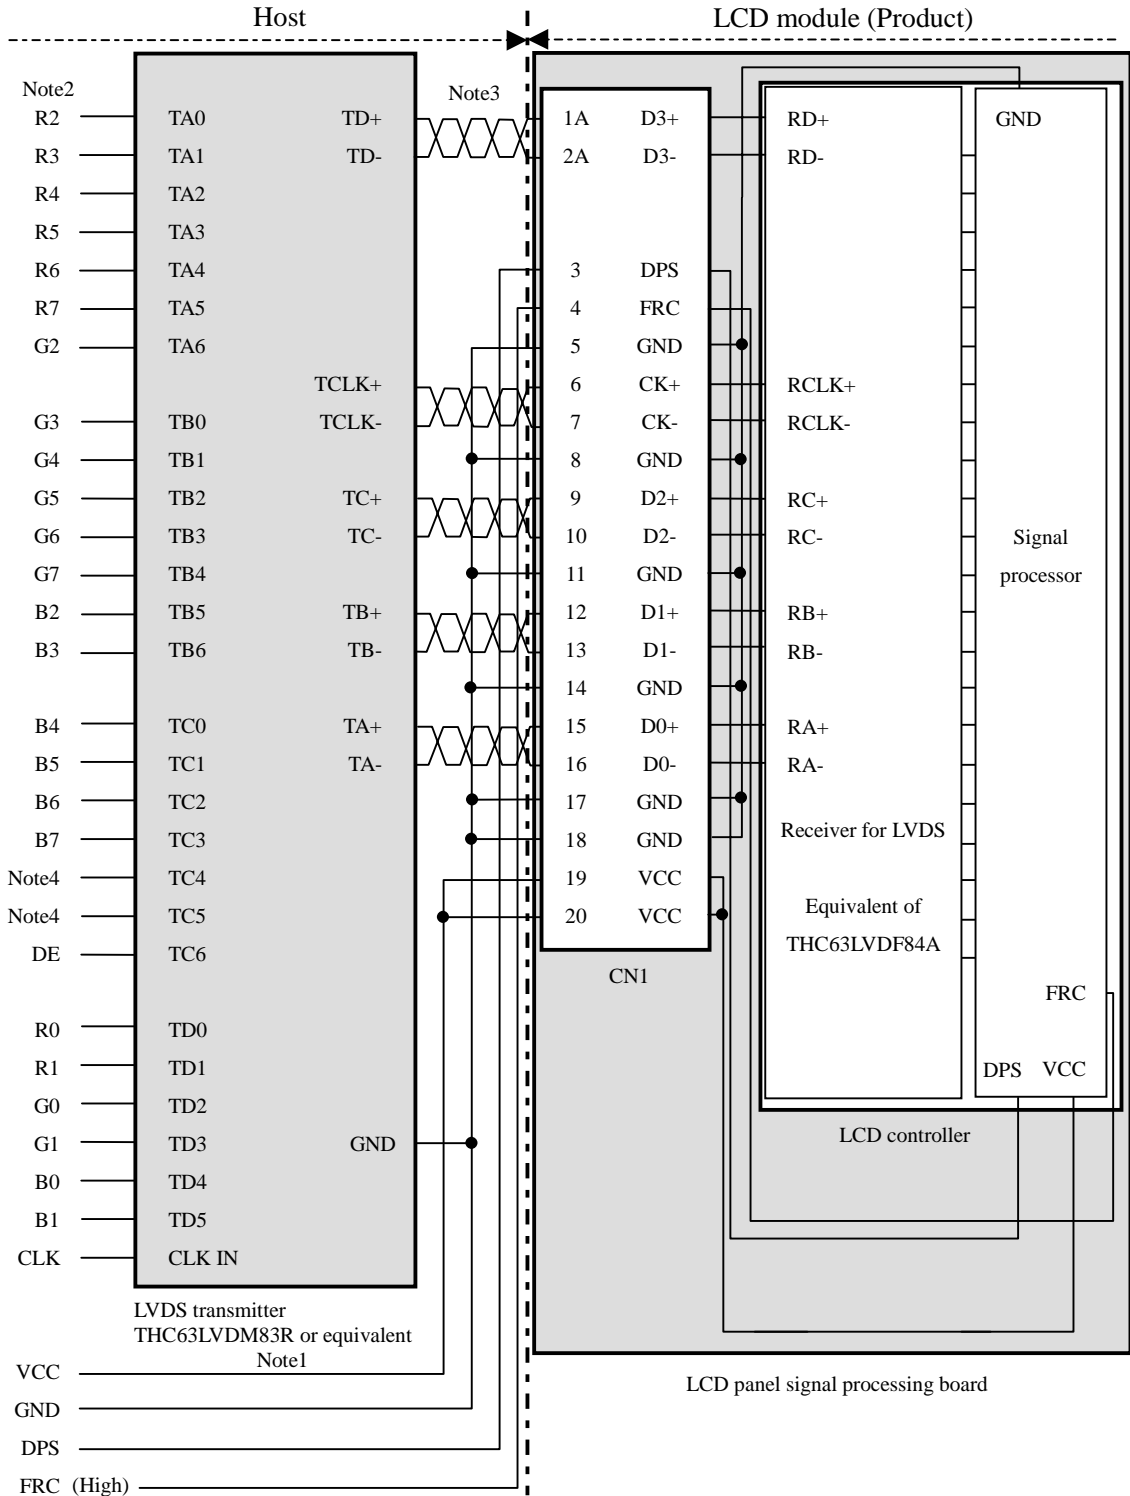 Host LCD module (Product)
Note2 Note3
R2 TA0 TD+ 1A D3+ RD+ GND
R3 TA1 TD- 2A D3- RD-
R4 TA2
R5 TA3
R6 TA4 3 DPS
R7 TA5 4 FRC
G2 TA6 5 GND
TCLK+ 6 CK+ RCLK+
G3 TB0 TCLK- 7 CK- RCLK-
G4 TB1 8 GND
G5 TB2 TC+ 9 D2+ RC+
G6 TB3 TC- 10 D2- RC- Signal
G7 TB4 11 GND processor
B2 TB5 TB+ 12 D1+ RB+
B3 TB6 TB- 13 D1- RB-
14 GND
B4 TC0 TA+ 15 D0+ RA+
B5 TC1 TA- 16 D0- RA-
B6 TC2 17 GND
B7 TC3 18 GND Receiver for LVDS
Note4 TC4 19 VCC
Note4 TC5 20 VCC Equivalent of
DE TC6 THC63LVDF84A
CN1
FRC
R0 TD0
R1 TD1 DPS VCC
G0 TD2
G1 TD3 GND LCD controller
B0 TD4
B1 TD5
CLK CLK IN
LVDS transmitter
THC63LVDM83R or equivalent
Note1
VCC
LCD panel signal processing board
GND
DPS
FRC (High)